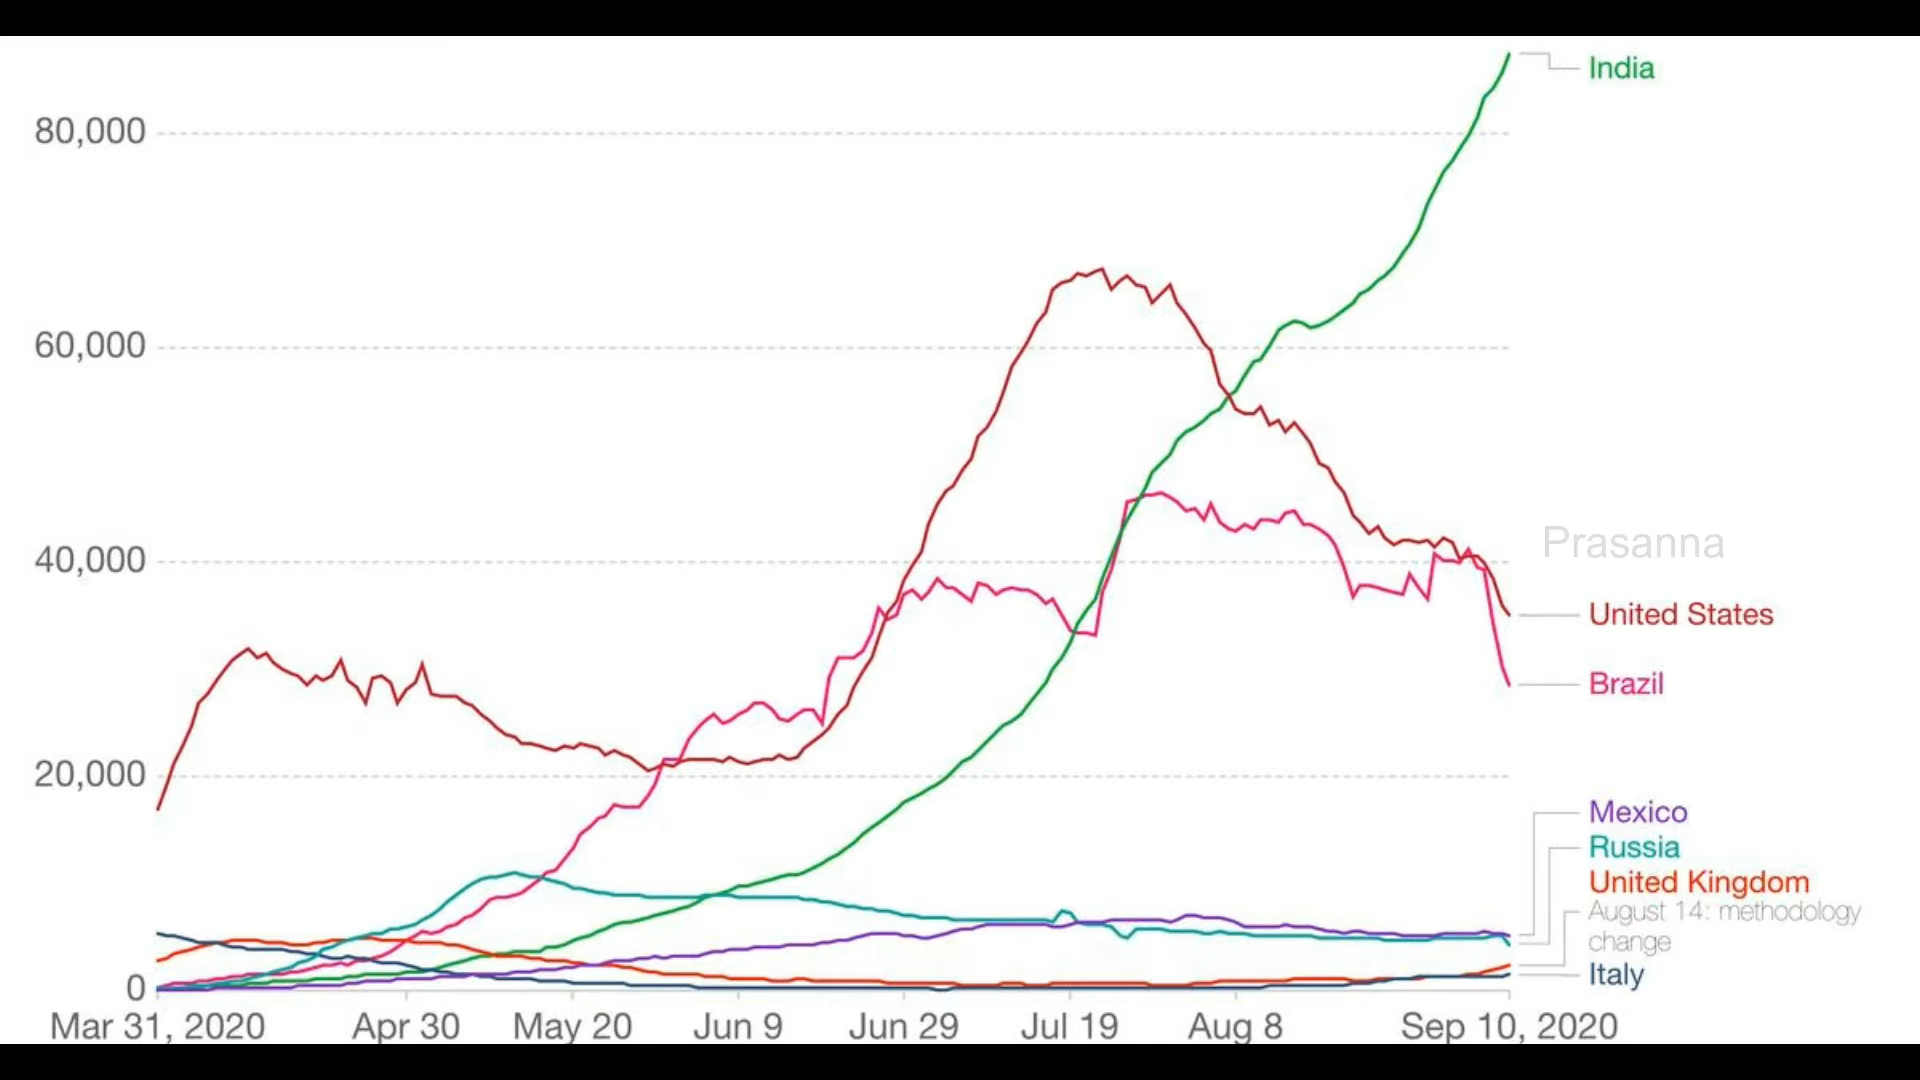 India
80,000
60,000
40,000
Prasanna
United States
Brazil
20,000
Mexico
Russia
United Kingdom
August 14: methodology
change
Italy
0
Mar 31, 2020 Apr 30 May 20 Jun 9 Jun 29 Jul 19 Aug 8 Sep 10, 2020